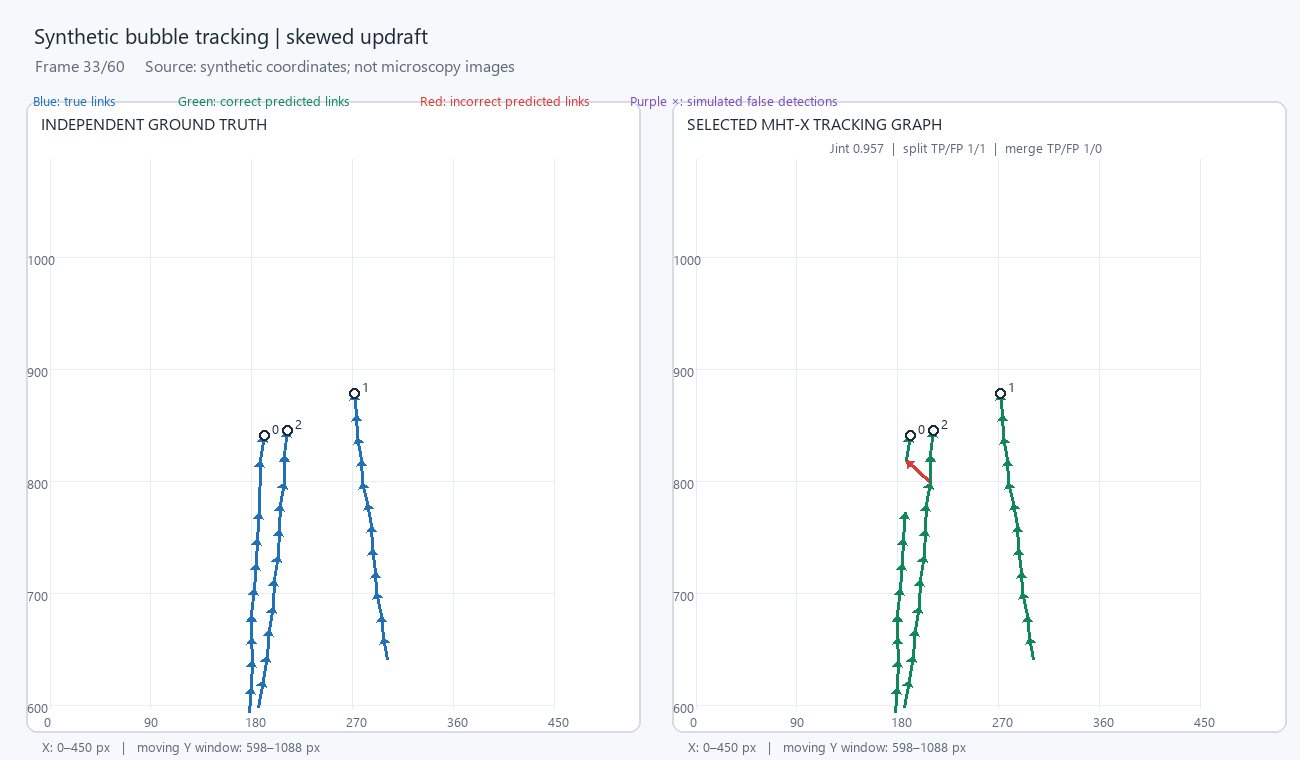 Synthetic bubble tracking | skewed updraft
Frame 33/60 Source: synthetic coordinates; not microscopy images
Blue: true links Green: correct predicted links Red: incorrect predicted links Purple ×: simulated false detections
INDEPENDENT GROUND TRUTH
1000
900
800
700
600
1
0
2
0 90 180 270 360 450
X: 0–450 px | moving Y window: 598–1088 px
SELECTED MHT-X TRACKING GRAPH
Jint 0.957 | split TP/FP 1/1 | merge TP/FP 1/0
1000
900
800
700
600
1
0
2
0 90 180 270 360 450
X: 0–450 px | moving Y window: 598–1088 px